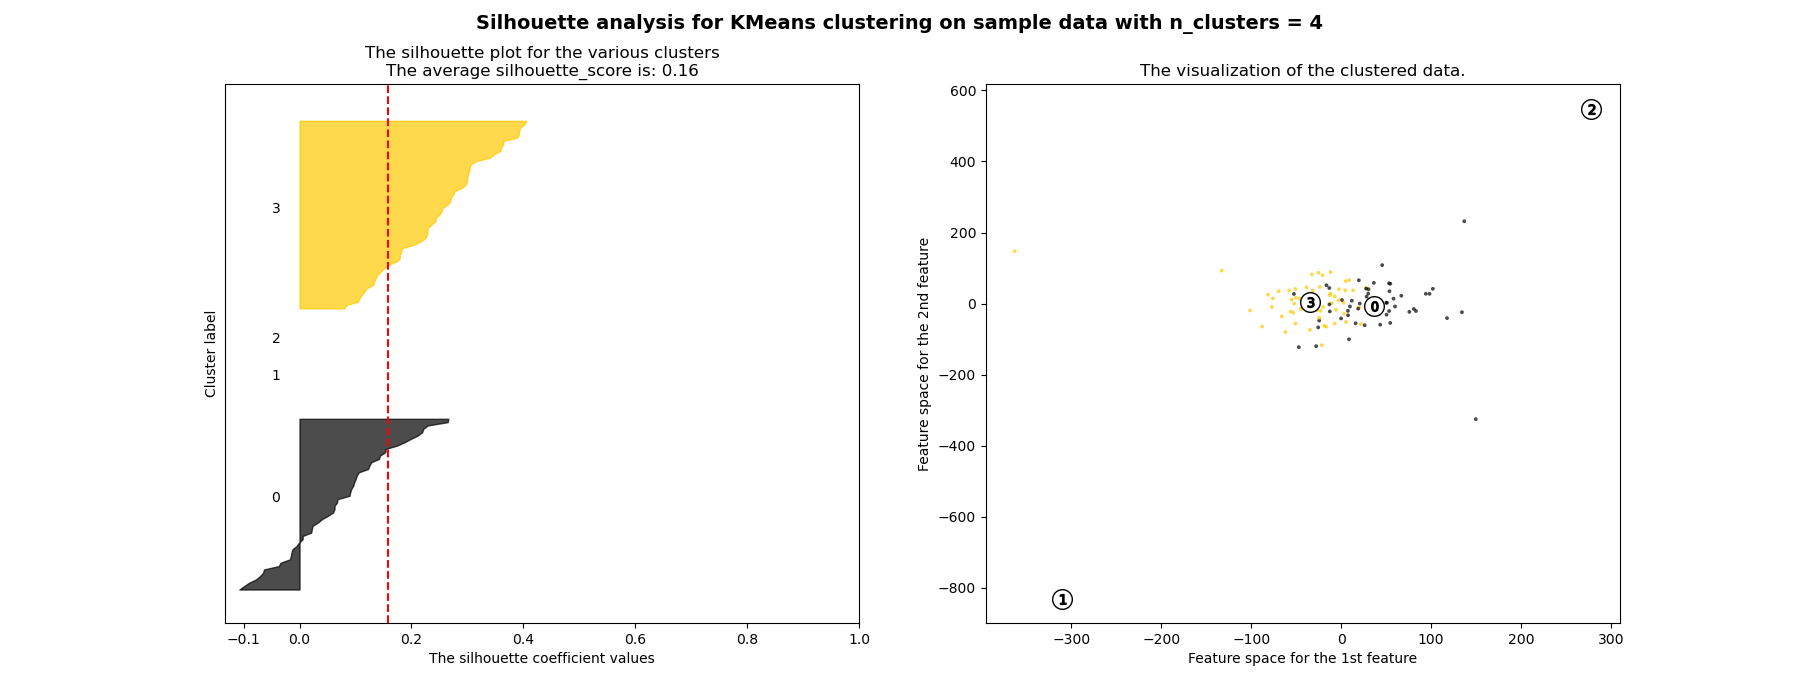 Silhouette analysis for KMeans clustering on sample data with n_clusters = 4
The silhouette plot for the various clusters
The average silhouette_score is: 0.16
Cluster label
3
2
1
0
−0.1 0.0 0.2 0.4 0.6 0.8 1.0
The silhouette coefficient values
The visualization of the clustered data.
Feature space for the 2nd feature
600
400
200
0
−200
−400
−600
−800
2
3 0
1
−300 −200 −100 0 100 200 300
Feature space for the 1st feature